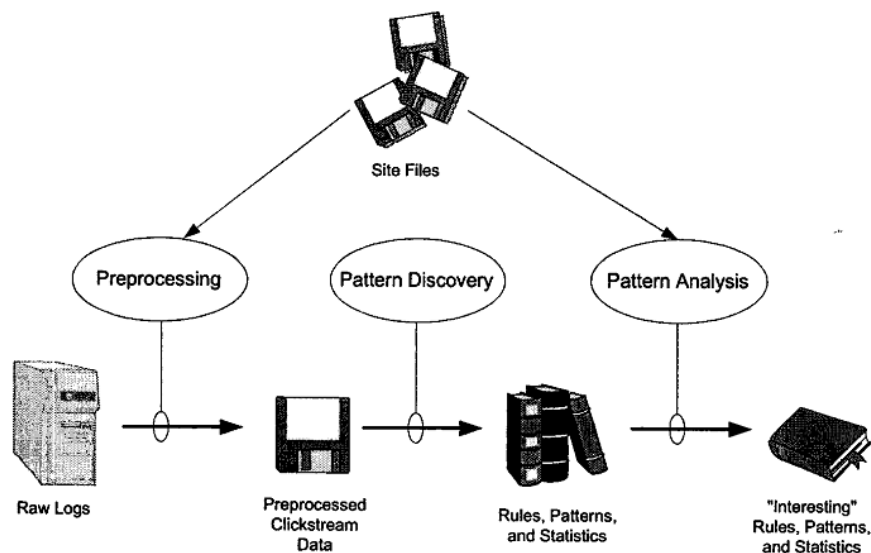 Site Files
Preprocessing
Pattern Discovery
Pattern Analysis
Raw Logs
Preprocessed
Clickstream
Data
Rules, Patterns,
and Statistics
"Interesting"
Rules, Patterns,
and Statistics